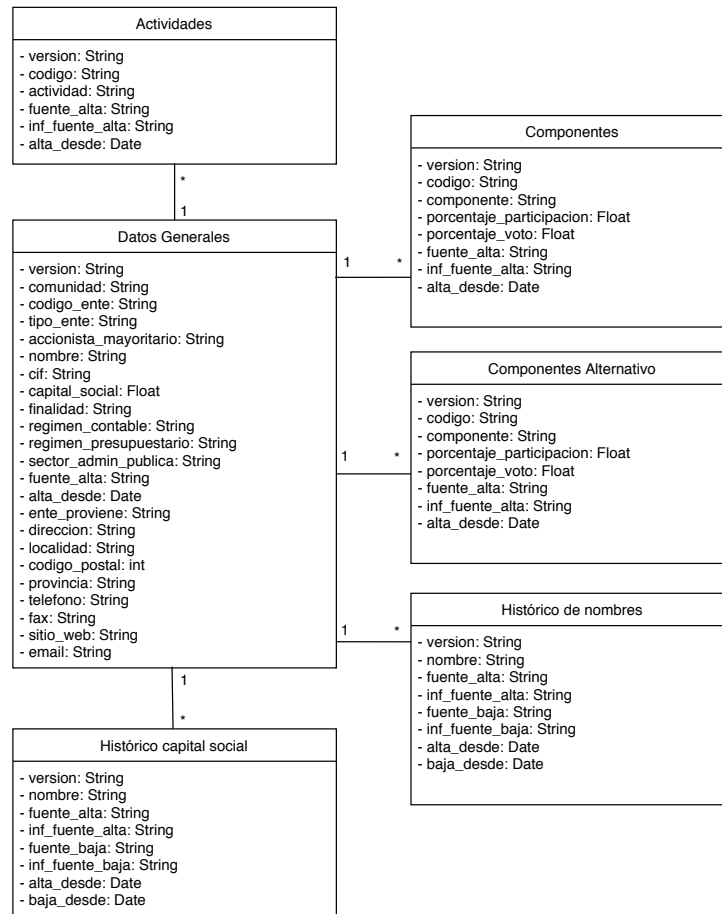 Actividades
- version: String
- codigo: String
- actividad: String
- fuente_alta: String
- inf_fuente_alta: String
- alta_desde: Date
*
1
Datos Generales
- version: String
- comunidad: String
- codigo_ente: String
- tipo_ente: String
- accionista_mayoritario: String
- nombre: String
- cif: String
- capital_social: Float
- finalidad: String
- regimen_contable: String
- regimen_presupuestario: String
- sector_admin_publica: String
- fuente_alta: String
- alta_desde: Date
- ente_proviene: String
- direccion: String
- localidad: String
- codigo_postal: int
- provincia: String
- telefono: String
- fax: String
- sitio_web: String
- email: String
1 *
Componentes
- version: String
- codigo: String
- componente: String
- porcentaje_participacion: Float
- porcentaje_voto: Float
- fuente_alta: String
- inf_fuente_alta: String
- alta_desde: Date
1 *
Componentes Alternativo
- version: String
- codigo: String
- componente: String
- porcentaje_participacion: Float
- porcentaje_voto: Float
- fuente_alta: String
- inf_fuente_alta: String
- alta_desde: Date
1 *
Histórico de nombres
- version: String
- nombre: String
- fuente_alta: String
- inf_fuente_alta: String
- fuente_baja: String
- inf_fuente_baja: String
- alta_desde: Date
- baja_desde: Date
1
*
Histórico capital social
- version: String
- nombre: String
- fuente_alta: String
- inf_fuente_alta: String
- fuente_baja: String
- inf_fuente_baja: String
- alta_desde: Date
- baja_desde: Date